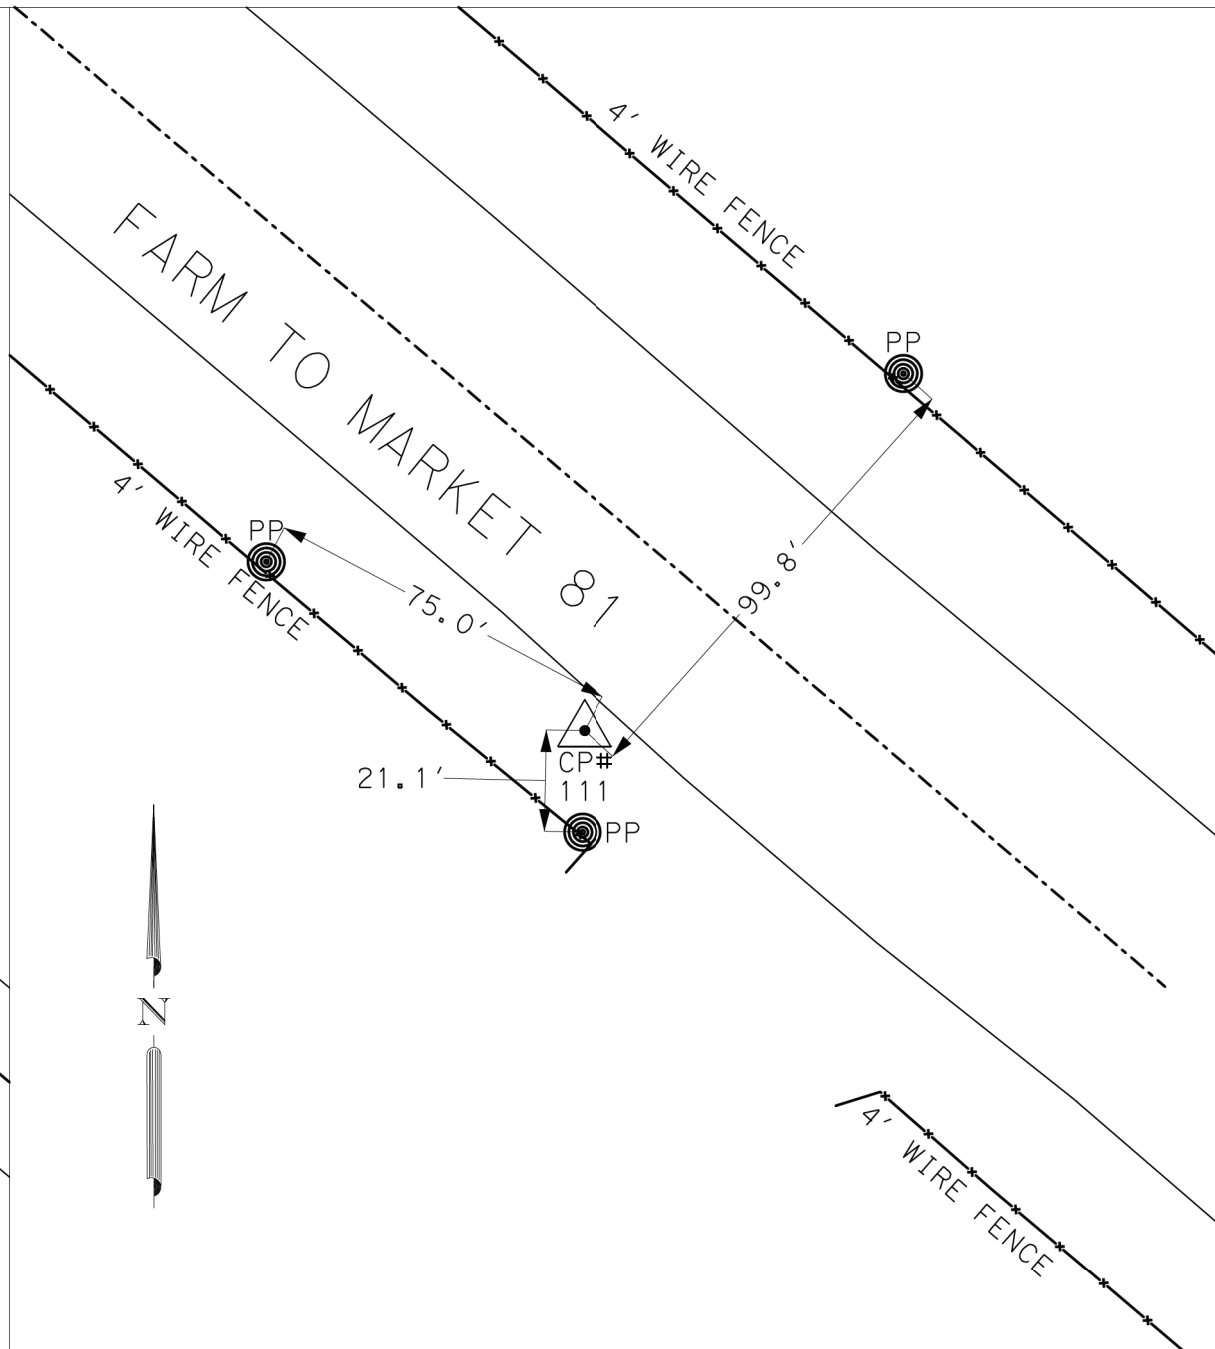 4' WIRE FENCE
FARM TO MARKET 81
PP
4' WIRE FENCE
PP
75.0'
99.8'
CP#
111
21.1'
PP
N
4' WIRE FENCE